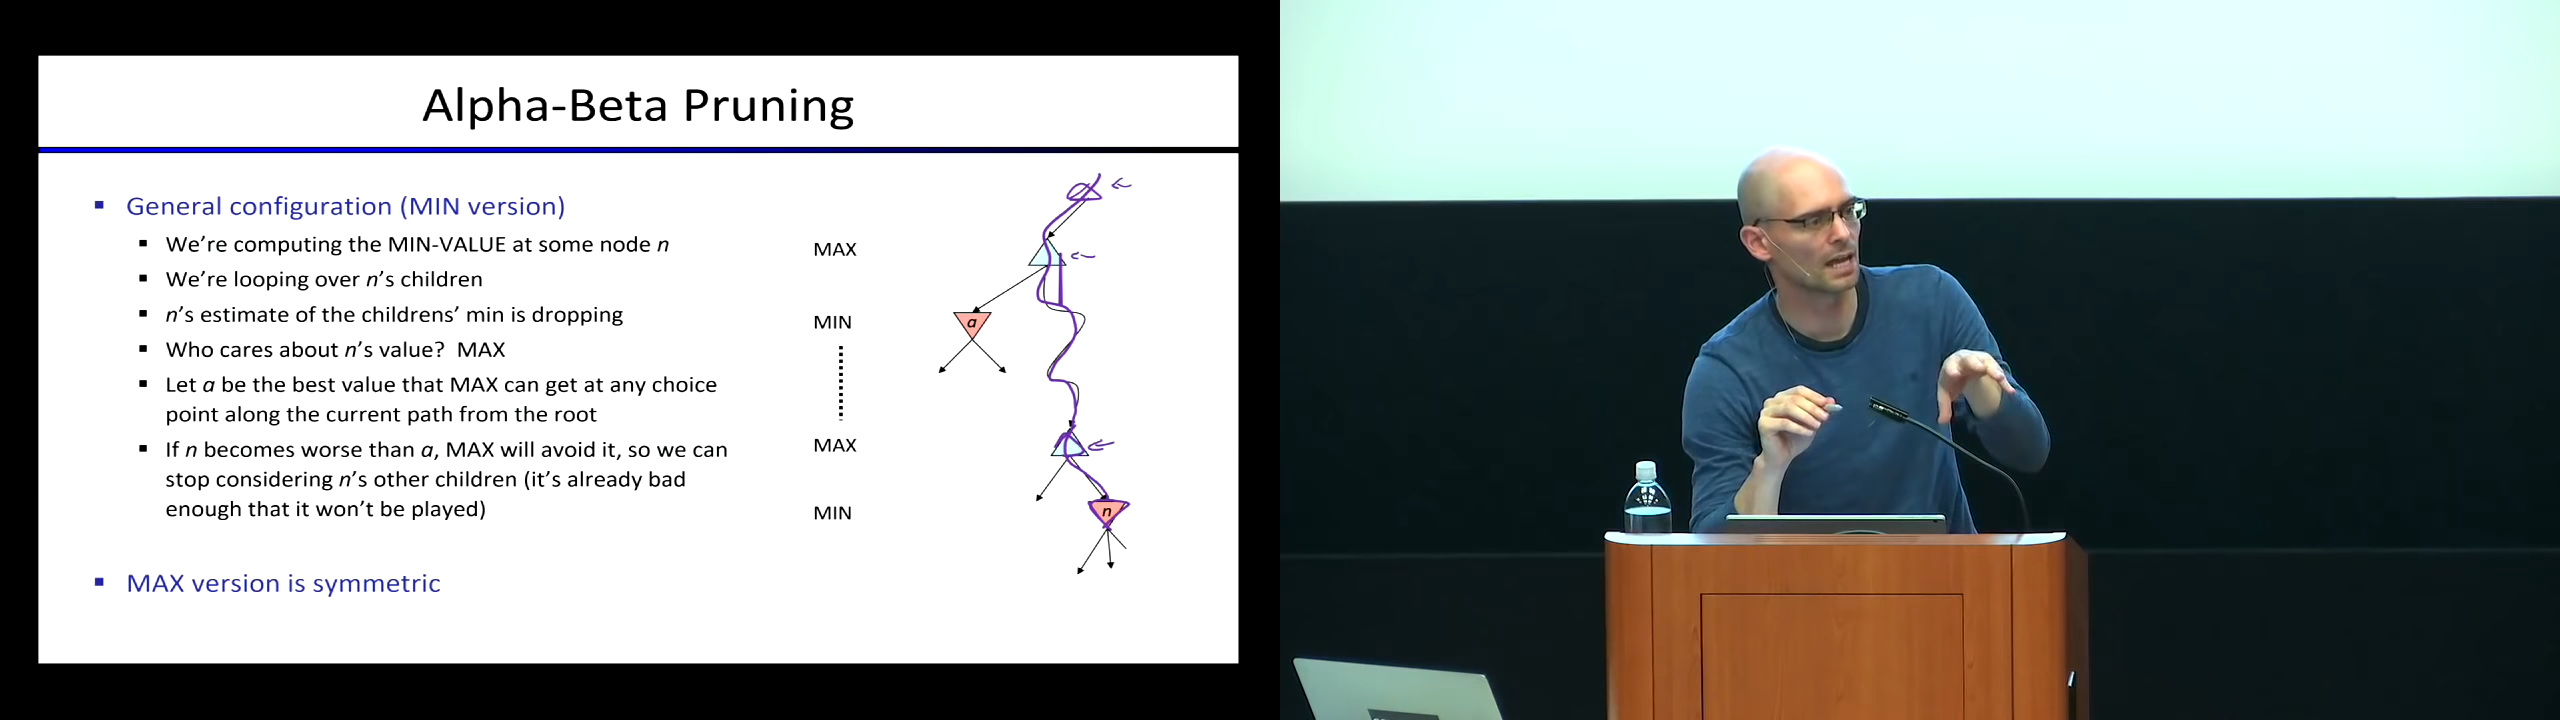 Alpha-Beta Pruning
General configuration (MIN version)
We're computing the MIN-VALUE at some node n
We're looping over n's children
n's estimate of the childrens' min is dropping
Who cares about n's value?  MAX
Let a be the best value that MAX can get at any choice
point along the current path from the root
If n becomes worse than a, MAX will avoid it, so we can
stop considering n's other children (it's already bad
enough that it won't be played)
MAX version is symmetric
MAX
MIN
a
MAX
MIN
n